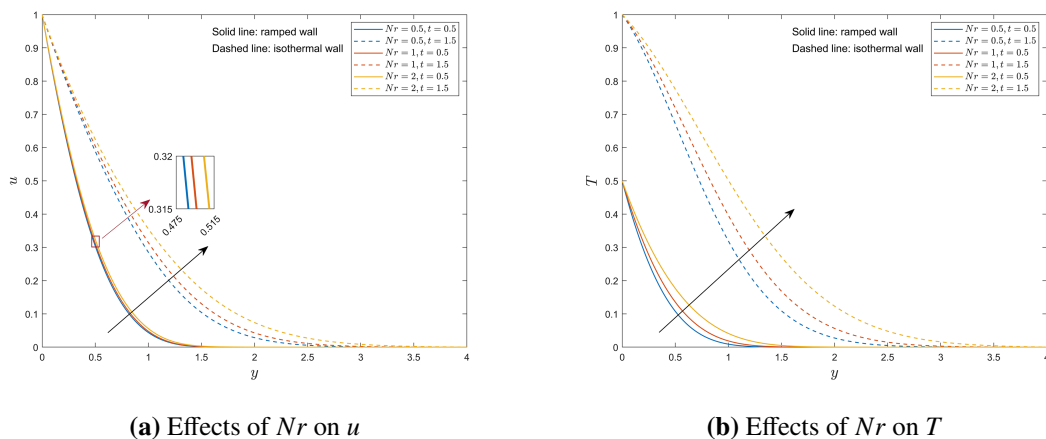 Solid line: ramped wall
Dashed line: isothermal wall
Nr = 0.5, t = 0.5
Nr = 0.5, t = 1.5
Nr = 1, t = 0.5
Nr = 1, t = 1.5
Nr = 2, t = 0.5
Nr = 2, t = 1.5
1
0.9
0.8
0.7
0.6
0.5
0.4
0.3
0.2
0.1
0
u
0.32
0.315
0.475
0.515
0 0.5 1 1.5 2 2.5 3 3.5 4
y
(a) Effects of Nr on u
Solid line: ramped wall
Dashed line: isothermal wall
Nr = 0.5, t = 0.5
Nr = 0.5, t = 1.5
Nr = 1, t = 0.5
Nr = 1, t = 1.5
Nr = 2, t = 0.5
Nr = 2, t = 1.5
1
0.9
0.8
0.7
0.6
0.5
0.4
0.3
0.2
0.1
0
T
0 0.5 1 1.5 2 2.5 3 3.5 4
y
(b) Effects of Nr on T